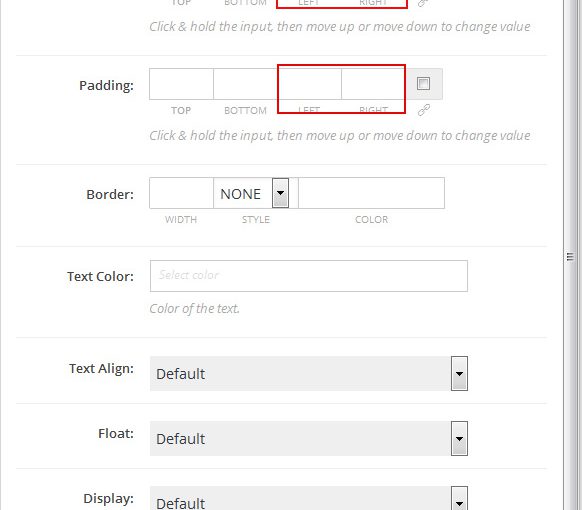 TOP BOTTOM LEFT RIGHT
Click & hold the input, then move up or move down to change value
Padding:
TOP BOTTOM LEFT RIGHT
Click & hold the input, then move up or move down to change value
Border: NONE
WIDTH STYLE COLOR
Text Color: Select color
Color of the text.
Text Align: Default
Float: Default
Display: Default